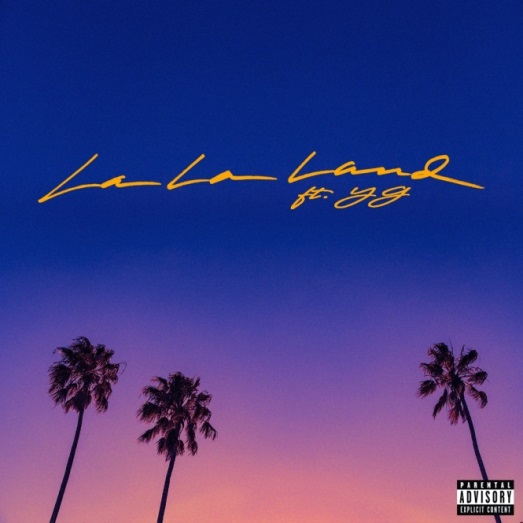 La La Land
ft. YG
PARENTAL
ADVISORY
EXPLICIT CONTENT